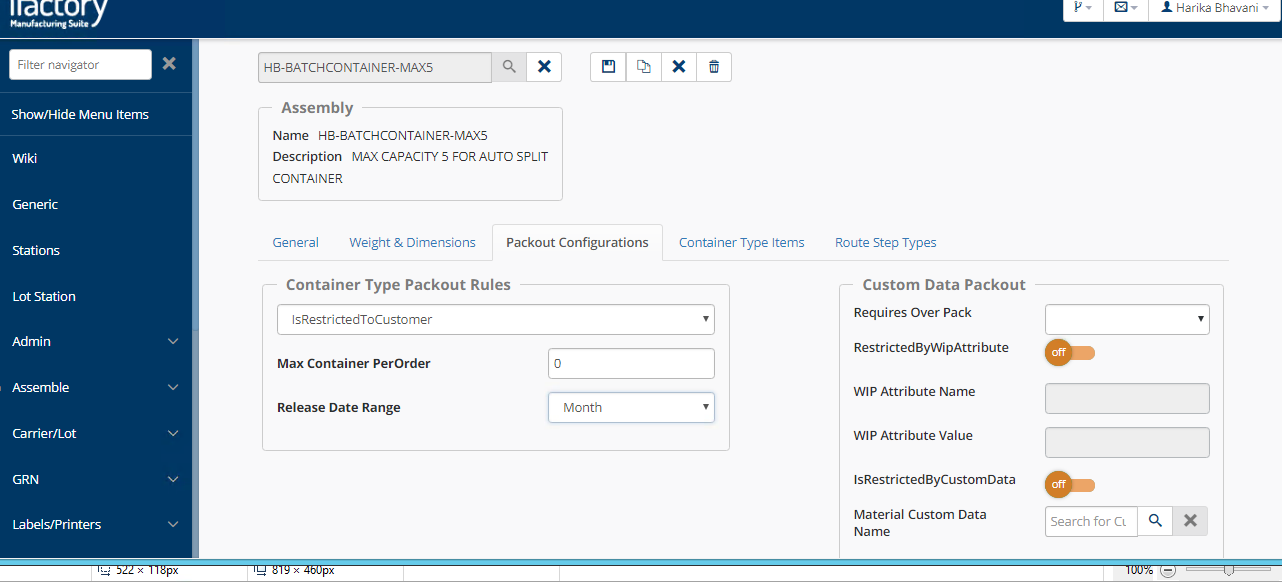 ifactory
Manufacturing Suite
Harika Bhavani
Filter navigator
HB-BATCHCONTAINER-MAX5
Show/Hide Menu Items
Wiki
Generic
Stations
Lot Station
Admin
Assemble
Carrier/Lot
GRN
Labels/Printers
Assembly
Name HB-BATCHCONTAINER-MAX5
Description MAX CAPACITY 5 FOR AUTO SPLIT
CONTAINER
General Weight & Dimensions Packout Configurations Container Type Items Route Step Types
Container Type Packout Rules
IsRestrictedToCustomer
Max Container PerOrder 0
Release Date Range Month
Custom Data Packout
Requires Over Pack
RestrictedByWipAttribute off
WIP Attribute Name
WIP Attribute Value
IsRestrictedByCustomData off
Material Custom Data
Name
Search for Cu
522 × 118px 819 × 460px 100%